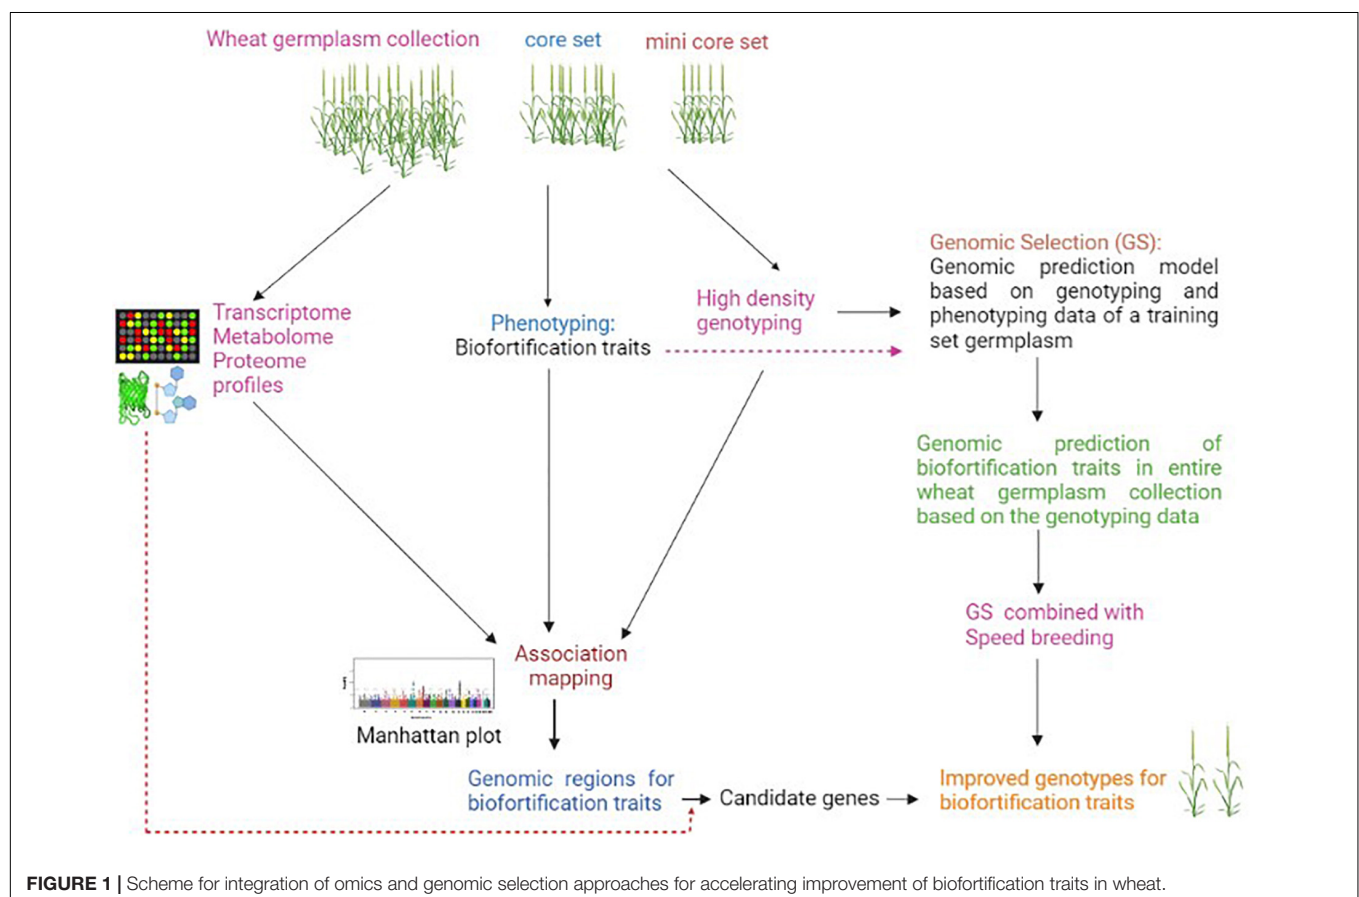 Wheat germplasm collection
core set
mini core set
Genomic Selection (GS):
Genomic prediction model
based on genotyping and
phenotyping data of a training
set germplasm
High density
genotyping
Transcriptome
Metabolome
Proteome
profiles
Phenotyping:
Biofortification traits
Genomic prediction of
biofortification traits in entire
wheat germplasm collection
based on the genotyping data
GS combined with
Speed breeding
Association
mapping
Manhattan plot
Genomic regions for
biofortification traits
Candidate genes
Improved genotypes for
biofortification traits
FIGURE 1 | Scheme for integration of omics and genomic selection approaches for accelerating improvement of biofortification traits in wheat.